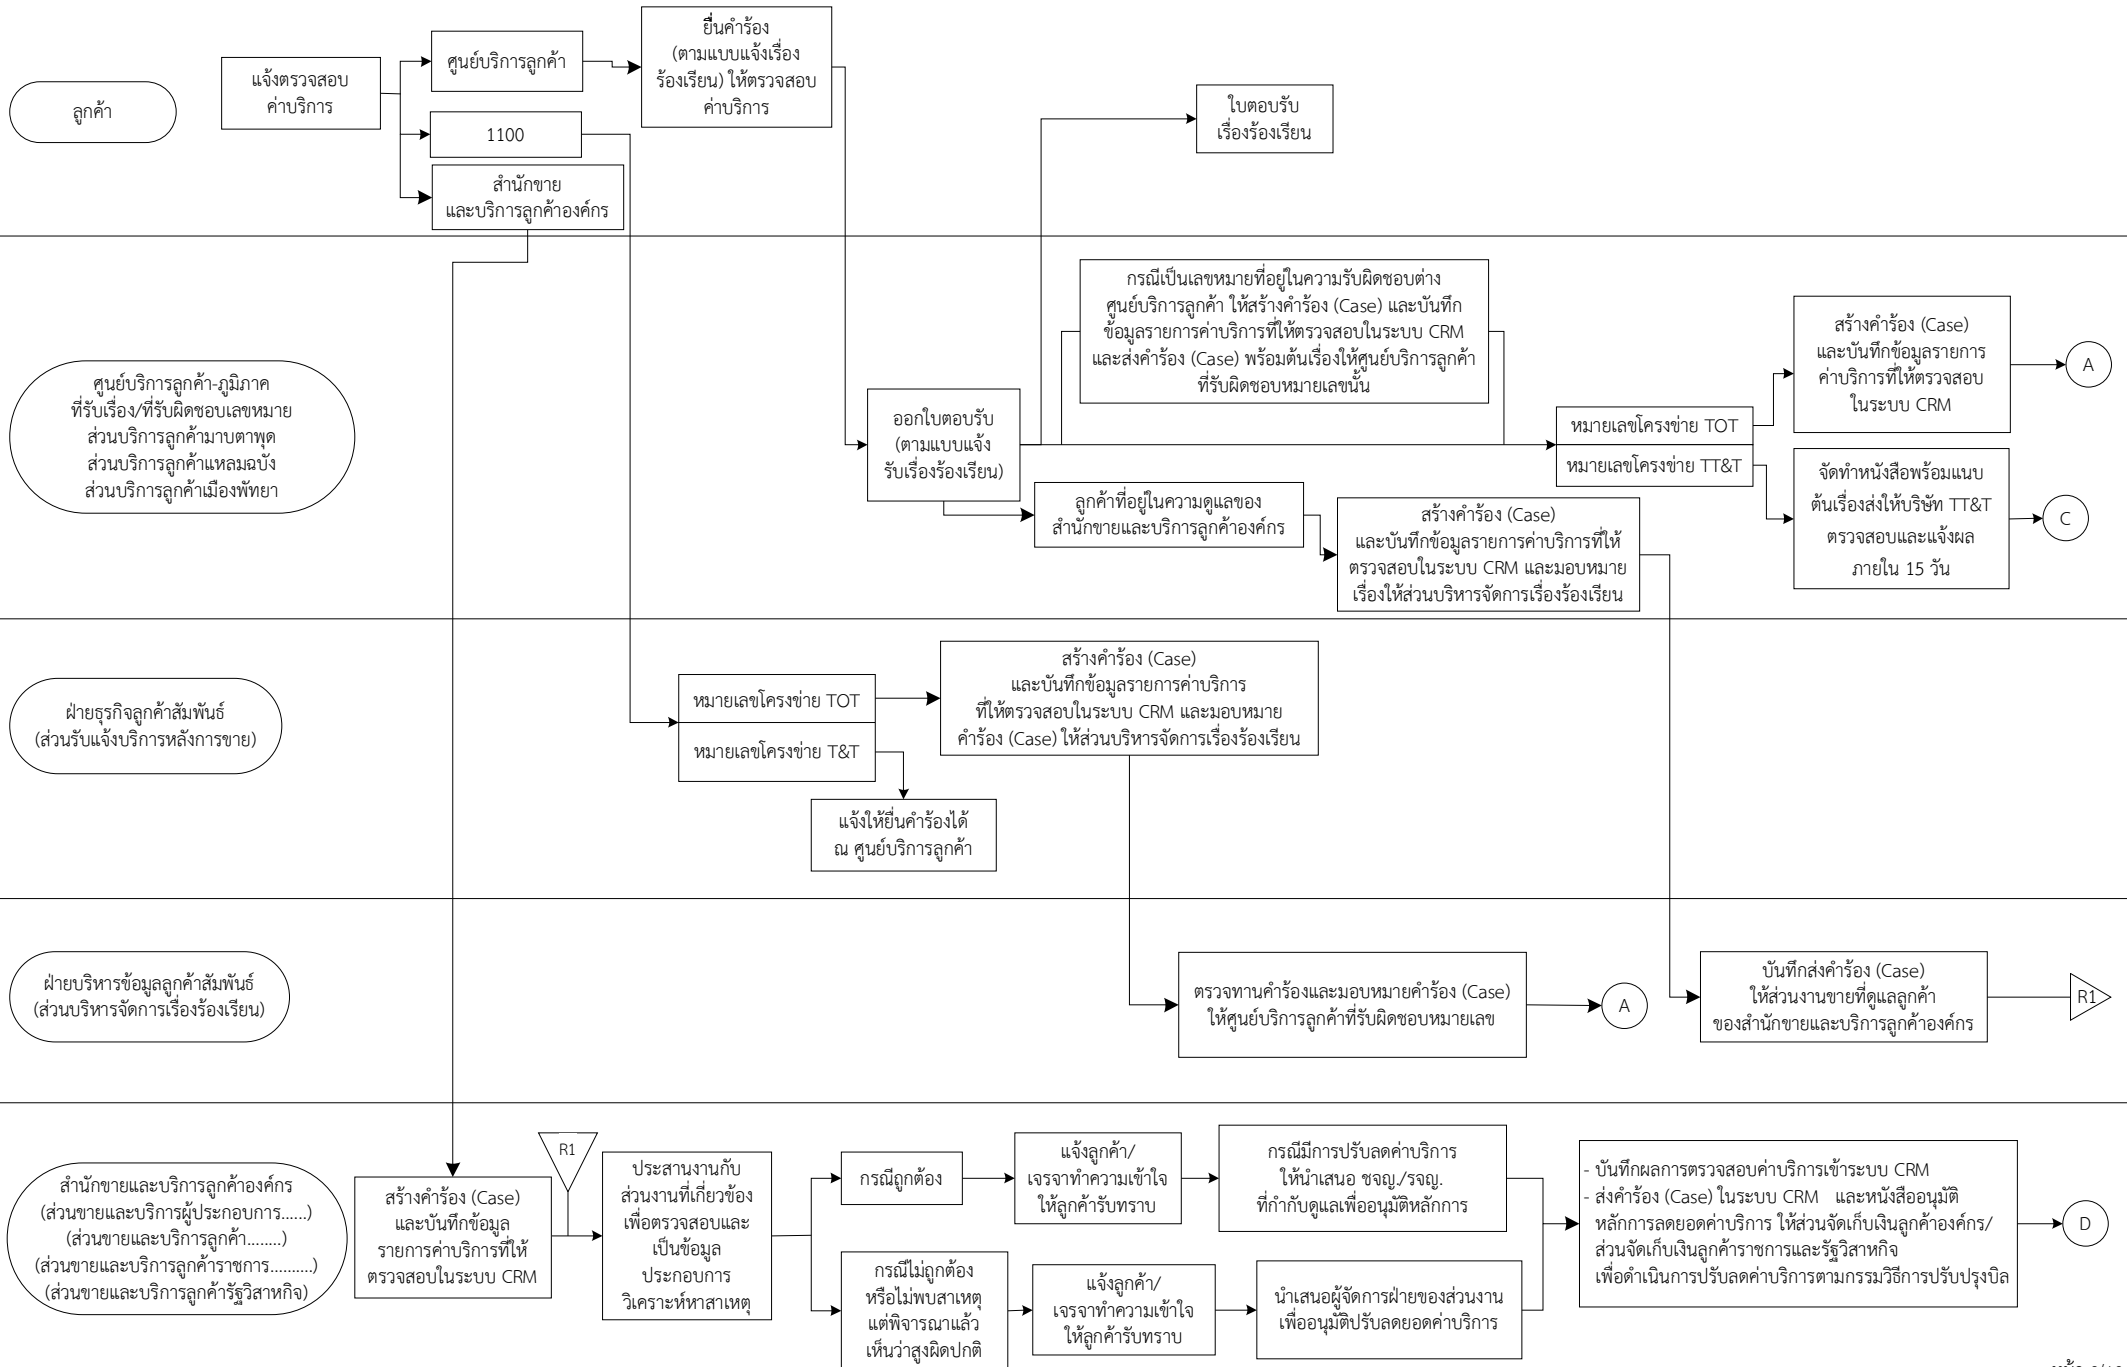 ลูกค้า
แจ้งตรวจสอบ
ค่าบริการ
ศูนย์บริการลูกค้า
1100
สำนักขาย
และบริการลูกค้าองค์กร
ยื่นคำร้อง
(ตามแบบแจ้งเรื่อง
ร้องเรียน) ให้ตรวจสอบ
ค่าบริการ
ใบตอบรับ
เรื่องร้องเรียน
ศูนย์บริการลูกค้า-ภูมิภาค
ที่รับเรื่อง/ที่รับผิดชอบเลขหมาย
ส่วนบริการลูกค้ามาบตาพุด
ส่วนบริการลูกค้าแหลมฉบัง
ส่วนบริการลูกค้าเมืองพัทยา
ออกใบตอบรับ
(ตามแบบแจ้ง
รับเรื่องร้องเรียน)
กรณีเป็นเลขหมายที่อยู่ในความรับผิดชอบต่าง
ศูนย์บริการลูกค้า ให้สร้างคำร้อง (Case) และบันทึก
ข้อมูลรายการค่าบริการที่ให้ตรวจสอบในระบบ CRM
และส่งคำร้อง (Case) พร้อมต้นเรื่องให้ศูนย์บริการลูกค้า
ที่รับผิดชอบหมายเลขนั้น
ลูกค้าที่อยู่ในความดูแลของ
สำนักขายและบริการลูกค้าองค์กร
สร้างคำร้อง (Case)
และบันทึกข้อมูลรายการค่าบริการที่ให้
ตรวจสอบในระบบ CRM และมอบหมาย
เรื่องให้ส่วนบริหารจัดการเรื่องร้องเรียน
หมายเลขโครงข่าย TOT
หมายเลขโครงข่าย TT&T
สร้างคำร้อง (Case)
และบันทึกข้อมูลรายการ
ค่าบริการที่ให้ตรวจสอบ
ในระบบ CRM
A
จัดทำหนังสือพร้อมแนบ
ต้นเรื่องส่งให้บริษัท TT&T
ตรวจสอบและแจ้งผล
ภายใน 15 วัน
C
ฝ่ายธุรกิจลูกค้าสัมพันธ์
(ส่วนรับแจ้งบริการหลังการขาย)
หมายเลขโครงข่าย TOT
หมายเลขโครงข่าย T&T
แจ้งให้ยื่นคำร้องได้
ณ ศูนย์บริการลูกค้า
สร้างคำร้อง (Case)
และบันทึกข้อมูลรายการค่าบริการ
ที่ให้ตรวจสอบในระบบ CRM และมอบหมาย
คำร้อง (Case) ให้ส่วนบริหารจัดการเรื่องร้องเรียน
ฝ่ายบริหารข้อมูลลูกค้าสัมพันธ์
(ส่วนบริหารจัดการเรื่องร้องเรียน)
ตรวจทานคำร้องและมอบหมายคำร้อง (Case)
ให้ศูนย์บริการลูกค้าที่รับผิดชอบหมายเลข
A
บันทึกส่งคำร้อง (Case)
ให้ส่วนงานขายที่ดูแลลูกค้า
ของสำนักขายและบริการลูกค้าองค์กร
R1
สำนักขายและบริการลูกค้าองค์กร
(ส่วนขายและบริการผู้ประกอบการ......)
(ส่วนขายและบริการลูกค้า........)
(ส่วนขายและบริการลูกค้าราชการ..........)
(ส่วนขายและบริการลูกค้ารัฐวิสาหกิจ)
สร้างคำร้อง (Case)
และบันทึกข้อมูล
รายการค่าบริการที่ให้
ตรวจสอบในระบบ CRM
R1
ประสานงานกับ
ส่วนงานที่เกี่ยวข้อง
เพื่อตรวจสอบและ
เป็นข้อมูล
ประกอบการ
วิเคราะห์หาสาเหตุ
กรณีถูกต้อง
แจ้งลูกค้า/
เจรจาทำความเข้าใจ
ให้ลูกค้ารับทราบ
กรณีมีการปรับลดค่าบริการ
ให้นำเสนอ ชจญ./รจญ.
ที่กำกับดูแลเพื่ออนุมัติหลักการ
กรณีไม่ถูกต้อง
หรือไม่พบสาเหตุ
แต่พิจารณาแล้ว
เห็นว่าสูงผิดปกติ
แจ้งลูกค้า/
เจรจาทำความเข้าใจ
ให้ลูกค้ารับทราบ
นำเสนอผู้จัดการฝ่ายของส่วนงาน
เพื่ออนุมัติปรับลดยอดค่าบริการ
- บันทึกผลการตรวจสอบค่าบริการเข้าระบบ CRM
- ส่งคำร้อง (Case) ในระบบ CRM และหนังสืออนุมัติ
หลักการลดยอดค่าบริการ ให้ส่วนจัดเก็บเงินลูกค้าองค์กร/
ส่วนจัดเก็บเงินลูกค้าราชการและรัฐวิสาหกิจ
เพื่อดำเนินการปรับลดค่าบริการตามกรรมวิธีการปรับปรุงบิล
D